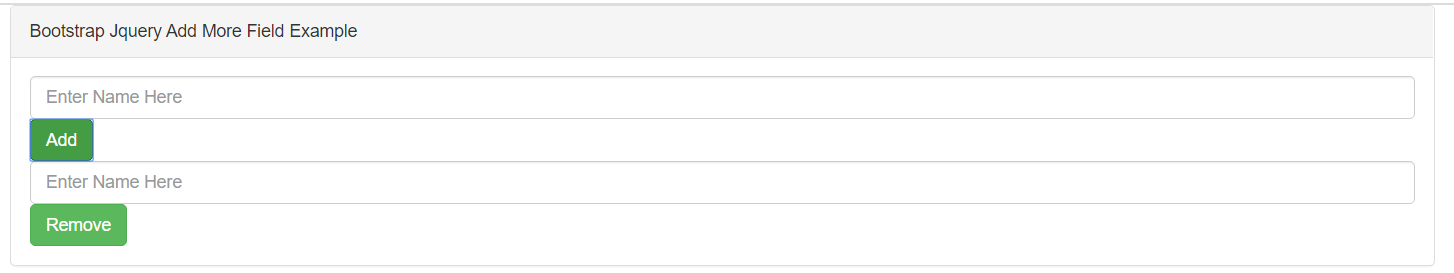 Bootstrap Jquery Add More Field Example
Enter Name Here
Add
Enter Name Here
Remove